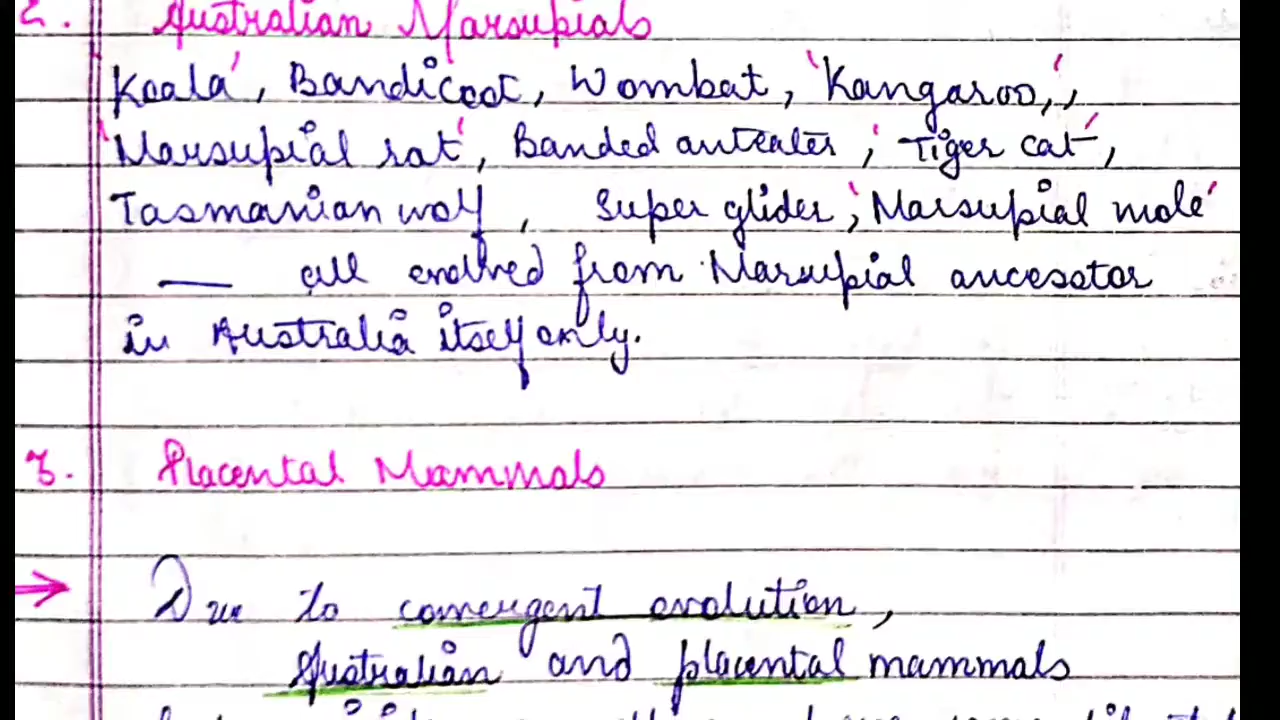 2. Australian Marsupials
Koala', Bandicoot, Wombat, 'Kangaroo,',
'Marsupial rat', Banded anteater, 'Tiger cat',
Tasmanian wolf, Super glider, 'Marsupial mole'
— all evolved from Marsupial ancestor
in Australia itself only.
3. Placental Mammals
→ Due to convergent evolution,
Australian and placental mammals